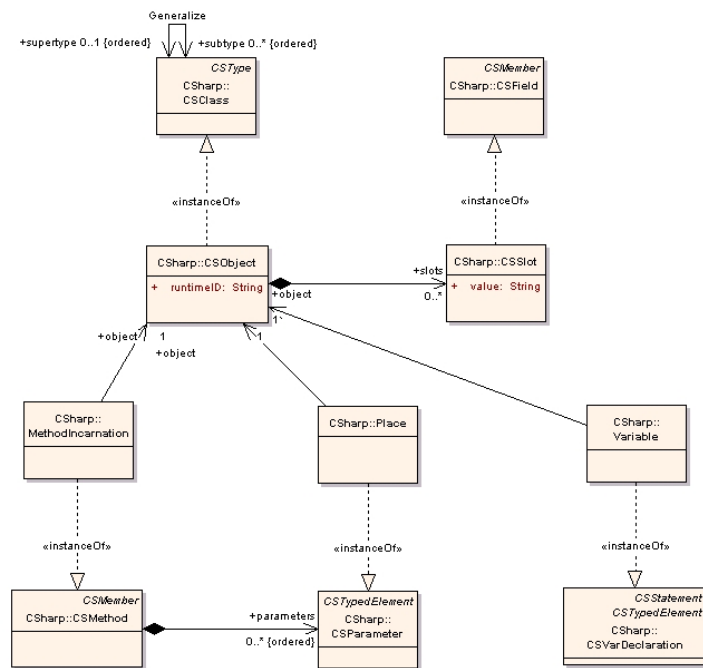 Generalize
+supertype 0..1 {ordered}
+subtype 0..* {ordered}
CSType
CSharp::
CSClass
CSMember
CSharp::CSField
«instanceOf»
«instanceOf»
CSharp::CSObject
+ runtimeID: String
+slots
0..*
+object
1
CSharp::CSSlot
+ value: String
+object
1
+object
1
CSharp::
MethodIncarnation
CSharp::Place
CSharp::
Variable
«instanceOf»
«instanceOf»
«instanceOf»
CSMember
CSharp::CSMethod
+parameters
0..* {ordered}
CSTypedElement
CSharp::
CSParameter
CSStatement
CSTypedElement
CSharp::
CSVarDeclaration